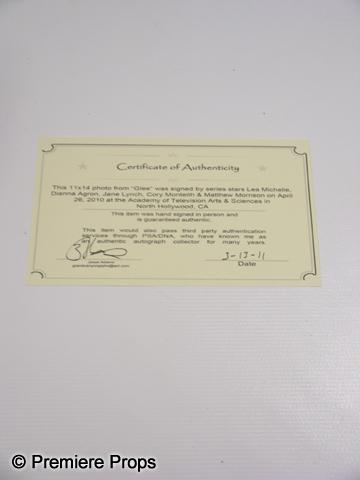 Certificate of Authenticity
This 11x14 photo from "Glee" was signed by series stars Lea Michelle,
Dianna Agron, Jane Lynch, Cory Monteith & Matthew Morrison on April
26, 2010 at the Academy of Television Arts & Sciences in
North Hollywood, CA
This item was hand signed in person and
is guaranteed authentic.
This item will also pass third party authentication
services through PSA/DNA, who have known me as
an authentic autograph collector for many years.
3-13-11
Date
© Premiere Props